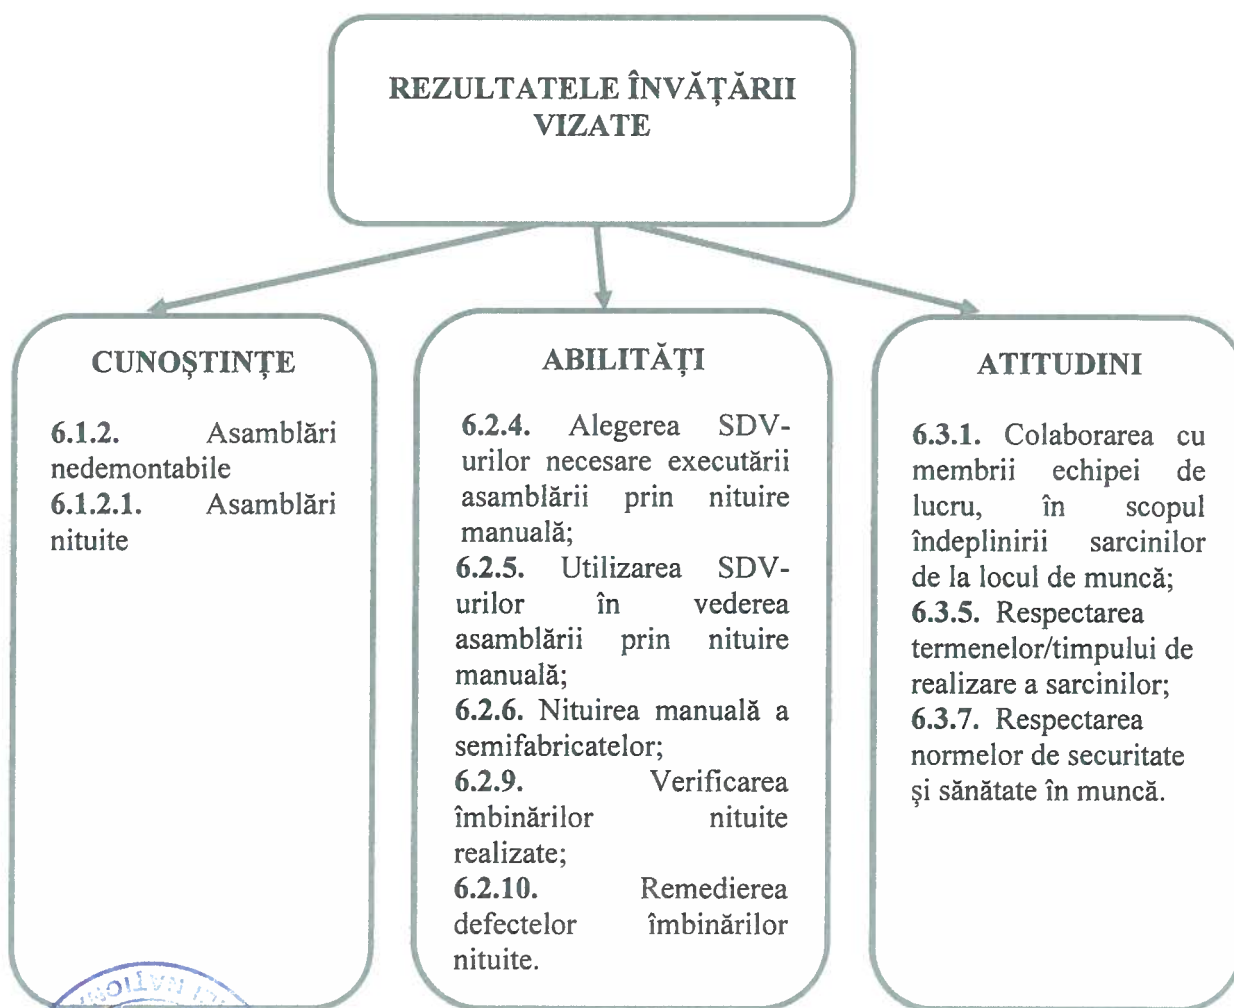 REZULTATELE ÎNVĂȚĂRII
VIZATE
CUNOȘTINȚE
6.1.2. Asamblări
nedemontabile
6.1.2.1. Asamblări
nituite
ABILITĂȚI
6.2.4. Alegerea SDV-
urilor necesare executării
asamblării prin nituire
manuală;
6.2.5. Utilizarea SDV-
urilor în vederea
asamblării prin nituire
manuală;
6.2.6. Nituirea manuală a
semifabricatelor;
6.2.9. Verificarea
îmbinărilor nituite
realizate;
6.2.10. Remedierea
defectelor îmbinărilor
nituite.
ATITUDINI
6.3.1. Colaborarea cu
membrii echipei de
lucru, în scopul
îndeplinirii sarcinilor
de la locul de muncă;
6.3.5. Respectarea
termenelor/timpului de
realizare a sarcinilor;
6.3.7. Respectarea
normelor de securitate
și sănătate în muncă.